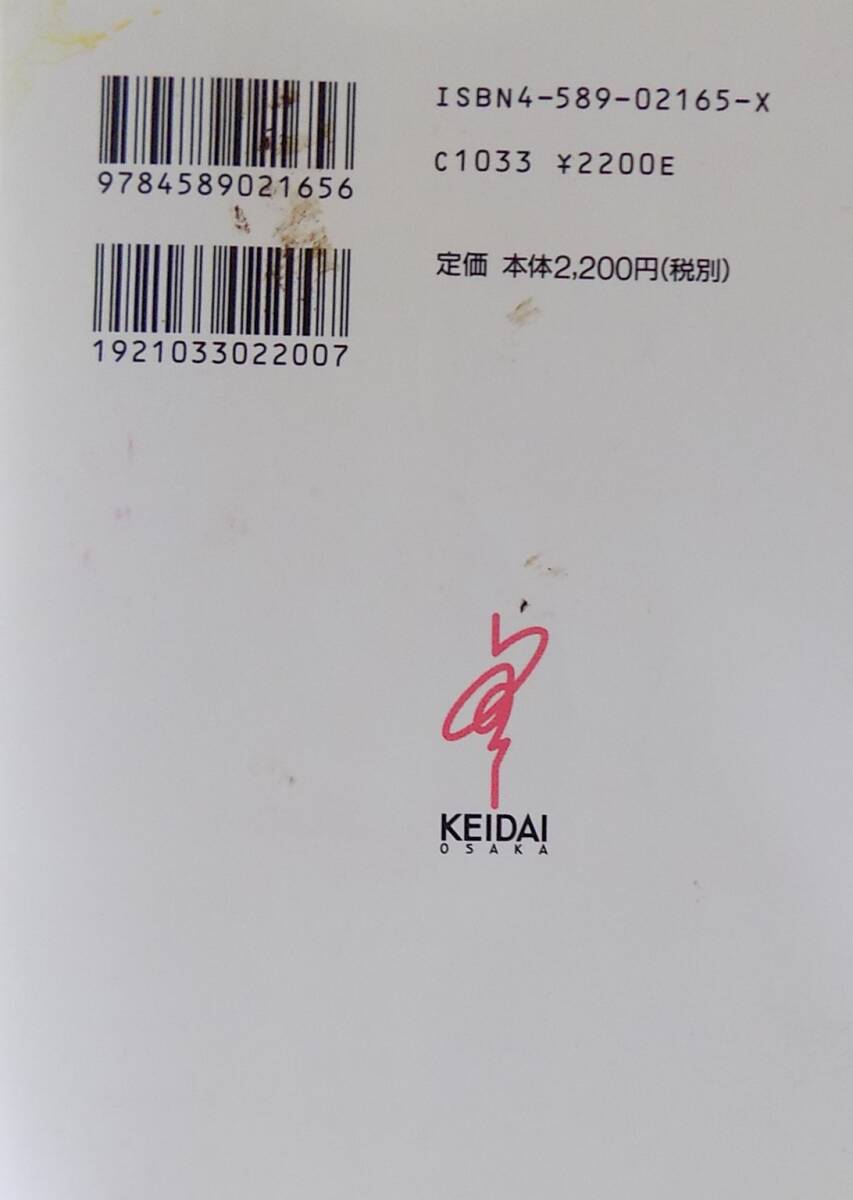 9784589021656
1921033022007
ISBN4-589-02165-X
C1033 ¥2200E
定価 本体2,200円(税別)
KEIDAI
OSAKA